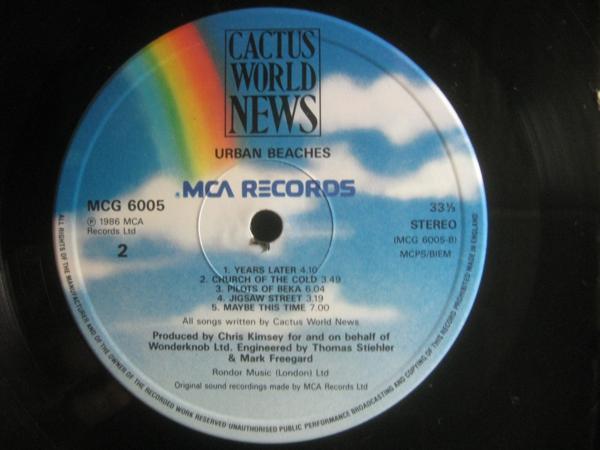 CACTUS
WORLD
NEWS
URBAN BEACHES
MCA RECORDS
MCG 6005
℗ 1986 MCA
Records Ltd
2
33⅓
STEREO
(MCG 6005-B)
MCPS/BIEM
1. YEARS LATER 4.10
2. CHURCH OF THE COLD 3.49
3. PILOTS OF BEKA 6.04
4. JIGSAW STREET 3.19
5. MAYBE THIS TIME 7.00
All songs written by Cactus World News
Produced by Chris Kimsey for and on behalf of
Wonderknob Ltd. Engineered by Thomas Stiehler
& Mark Freegard
Rondor Music (London) Ltd
Original sound recordings made by MCA Records Ltd
ALL RIGHTS OF THE MANUFACTURER AND OF THE OWNER OF THE RECORDED WORK RESERVED UNAUTHORISED PUBLIC PERFORMANCE BROADCASTING AND COPYING OF THIS RECORD PROHIBITED MADE IN ENGLAND